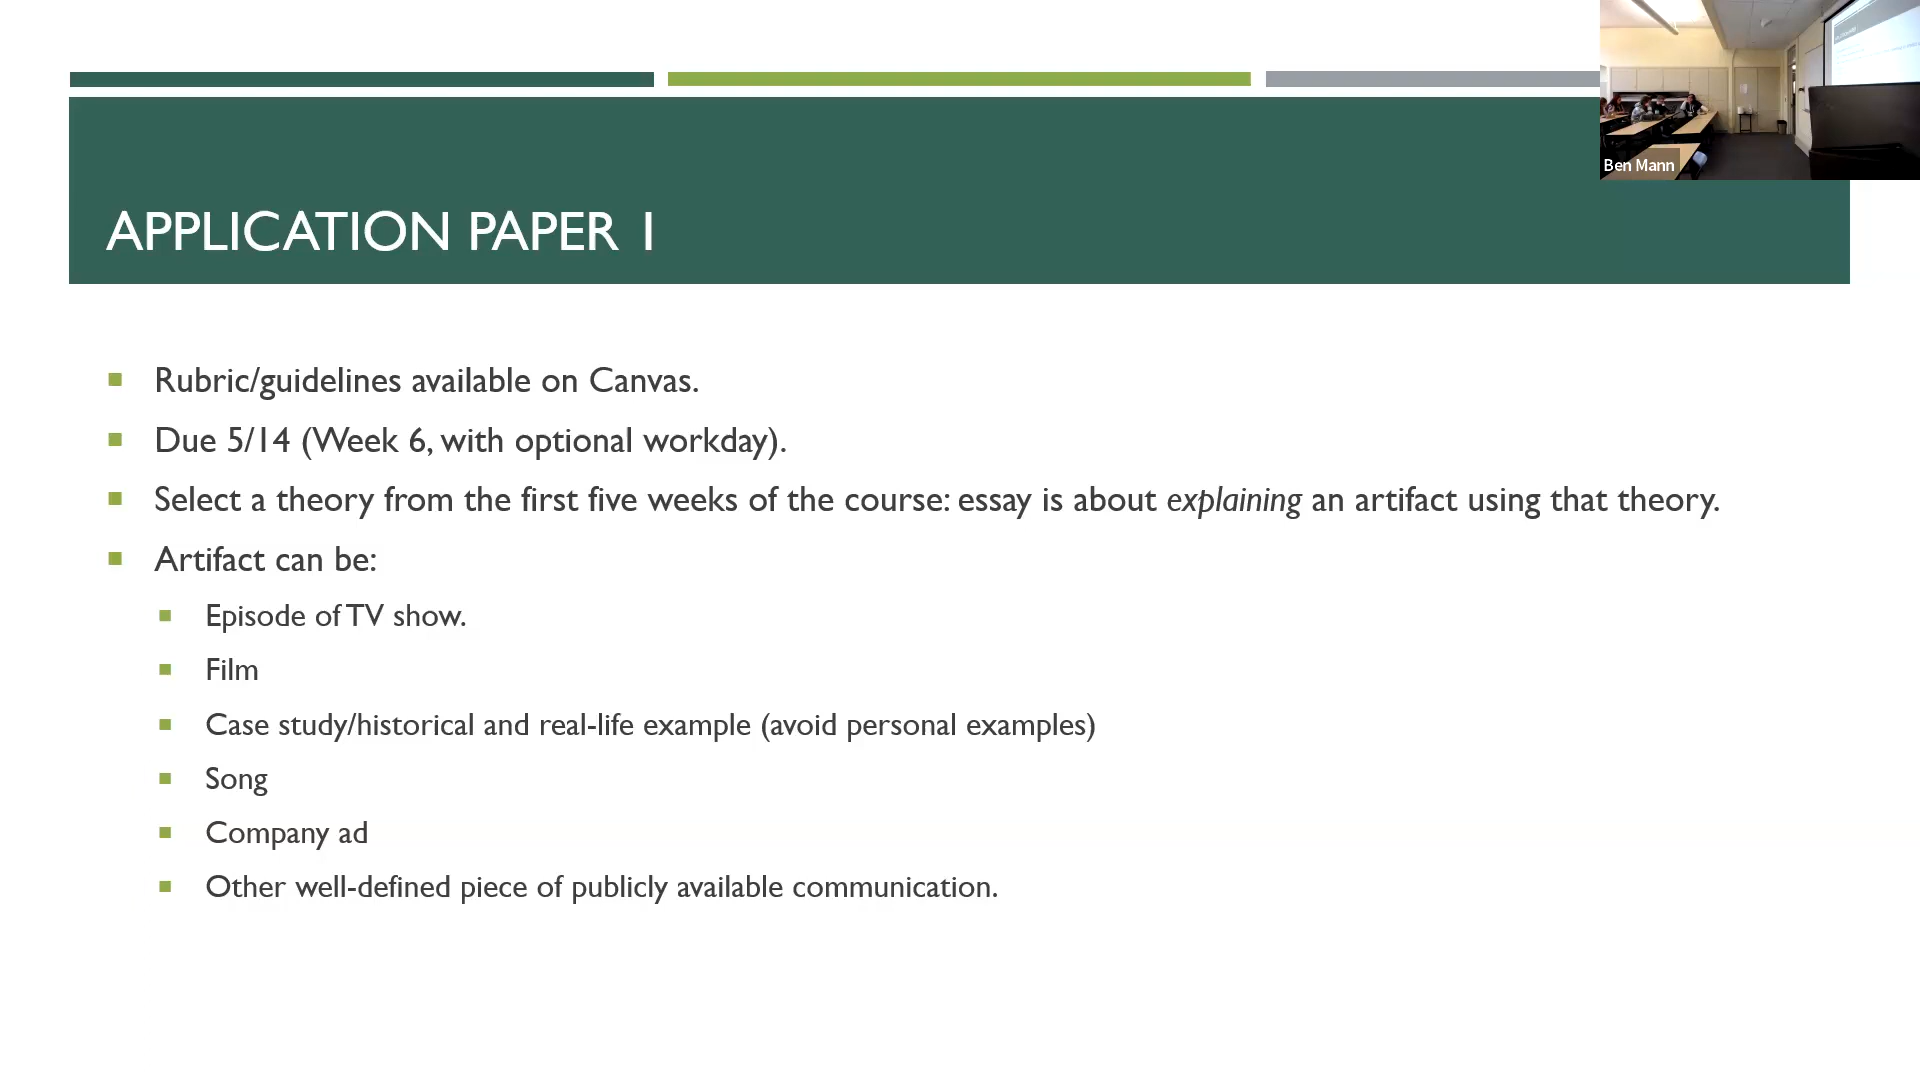 Ben Mann
APPLICATION PAPER 1
Rubric/guidelines available on Canvas.
Due 5/14 (Week 6, with optional workday).
Select a theory from the first five weeks of the course: essay is about explaining an artifact using that theory.
Artifact can be:
Episode of TV show.
Film
Case study/historical and real-life example (avoid personal examples)
Song
Company ad
Other well-defined piece of publicly available communication.